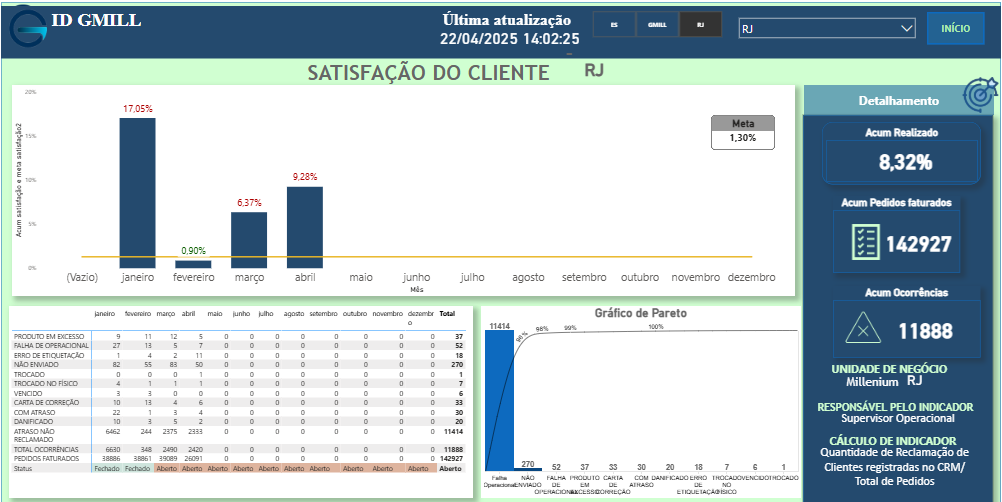 ID GMILL
Última atualização
22/04/2025 14:02:25
ES GMILL RJ
RJ
INÍCIO
SATISFAÇÃO DO CLIENTE RJ
20%
15%
10%
5%
0%
Acum satisfação e meta satisfação2
17,05%
0,90%
6,37%
9,28%
Meta
1,30%
(Vazio) janeiro fevereiro março abril maio junho julho agosto setembro outubro novembro dezembro
Mês
Detalhamento
Acum Realizado
8,32%
Acum Pedidos faturados
142927
Acum Ocorrências
11888
UNIDADE DE NEGÓCIO
Millenium RJ
RESPONSÁVEL PELO INDICADOR
Supervisor Operacional
CÁLCULO DE INDICADOR
Quantidade de Reclamação de
Clientes registradas no CRM/
Total de Pedidos
janeiro fevereiro março abril maio junho julho agosto setembro outubro novembro dezembr Total
o
PRODUTO EM EXCESSO 9 11 12 5 0 0 0 0 0 0 0 0 37
FALHA DE OPERACIONAL 27 13 5 7 0 0 0 0 0 0 0 0 52
ERRO DE ETIQUETAÇÃO 1 4 2 11 0 0 0 0 0 0 0 0 18
NÃO ENVIADO 82 55 83 50 0 0 0 0 0 0 0 0 270
TROCADO 0 0 0 1 0 0 0 0 0 0 0 0 1
TROCADO NO FÍSICO 4 1 1 1 0 0 0 0 0 0 0 0 7
VENCIDO 3 3 0 0 0 0 0 0 0 0 0 0 6
CARTA DE CORREÇÃO 10 13 4 6 0 0 0 0 0 0 0 0 33
COM ATRASO 22 1 3 4 0 0 0 0 0 0 0 0 30
DANIFICADO 10 3 5 2 0 0 0 0 0 0 0 0 20
ATRASO NÃO 6462 244 2375 2333 0 0 0 0 0 0 0 0 11414
RECLAMADO
TOTAL OCORRÊNCIAS 6630 348 2490 2420 0 0 0 0 0 0 0 0 11888
PEDIDOS FATURADOS 38886 38861 39089 26091 0 0 0 0 0 0 0 0 142927
Status Fechado Fechado Aberto Aberto Aberto Aberto Aberto Aberto Aberto Aberto Aberto Aberto Aberto
Gráfico de Pareto
11414 96% 98% 99% 100%
270 52 37 33 33 30 20 18 7 6 1
Falha NÃO FALHA PRODUTO CARTA COM DANIFICADO ERRO TROCADO VENCIDO TROCADO
Operacional ENVIADO DE EM DE ATRASO DE NO
OPERACIONAL EXCESSO CORREÇÃO ETIQUETAÇÃO FÍSICO